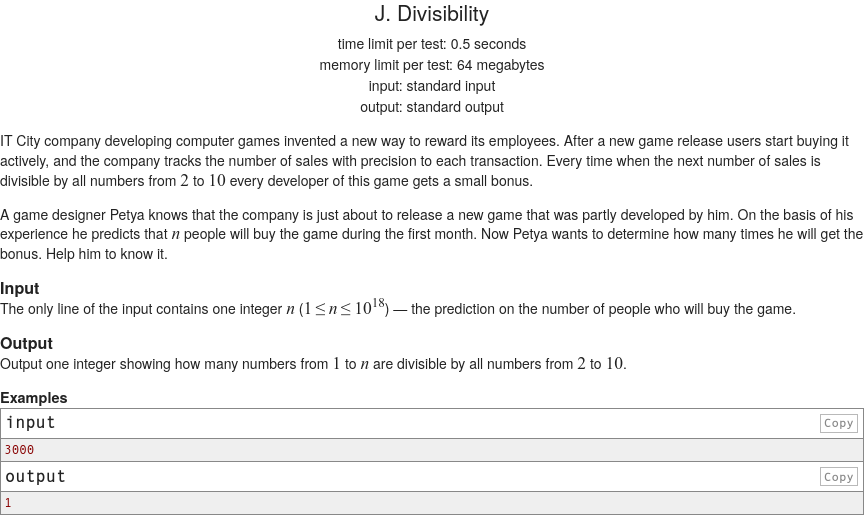 J. Divisibility
time limit per test: 0.5 seconds
memory limit per test: 64 megabytes
input: standard input
output: standard output
IT City company developing computer games invented a new way to reward its employees. After a new game release users start buying it
actively, and the company tracks the number of sales with precision to each transaction. Every time when the next number of sales is
divisible by all numbers from 2 to 10 every developer of this game gets a small bonus.
A game designer Petya knows that the company is just about to release a new game that was partly developed by him. On the basis of his
experience he predicts that n people will buy the game during the first month. Now Petya wants to determine how many times he will get the
bonus. Help him to know it.
Input
The only line of the input contains one integer n (1 ≤ n ≤ 10^18) — the prediction on the number of people who will buy the game.
Output
Output one integer showing how many numbers from 1 to n are divisible by all numbers from 2 to 10.
Examples
input Copy
3000
output Copy
1